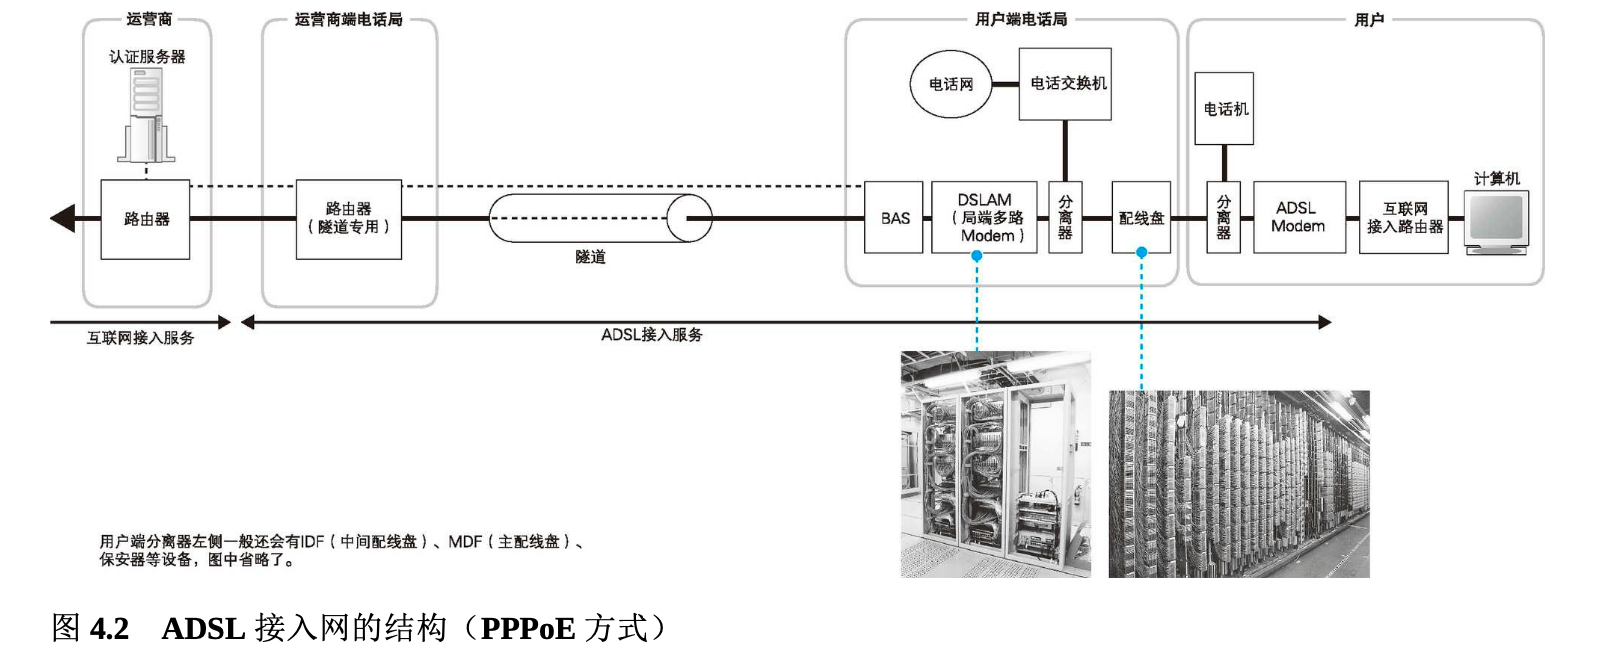 运营商
运营商端电话局
用户端电话局
用户
认证服务器
电话网
电话交换机
电话机
路由器
路由器
（隧道专用）
隧道
BAS
DSLAM
（局端多路
Modem）
分离器
配线盘
分离器
ADSL
Modem
互联网
接入路由器
计算机
互联网接入服务
ADSL接入服务
用户端分离器左侧一般还会有IDF（中间配线盘）、MDF（主配线盘）、
保安器等设备，图中省略了。
图 4.2 ADSL 接入网的结构（PPPoE 方式）